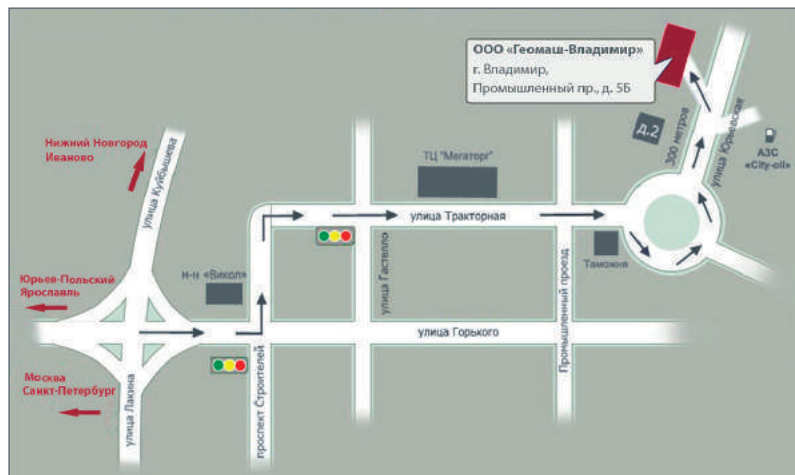 ООО «Геомаш-Владимир»
г. Владимир,
Промышленный пр., д. 5Б
Нижний Новгород
Иваново
улица Куйбышева
ТЦ "Мегаторг"
д.2
300 метров
улица Юрьевская
АЗС
«City-oil»
улица Тракторная
Таможня
Юрьев-Польский
Ярославль
м-н «Викол»
улица Гастелло
Промышленный проезд
улица Горького
Москва
Санкт-Петербург
улица Лакина
проспект Строителей